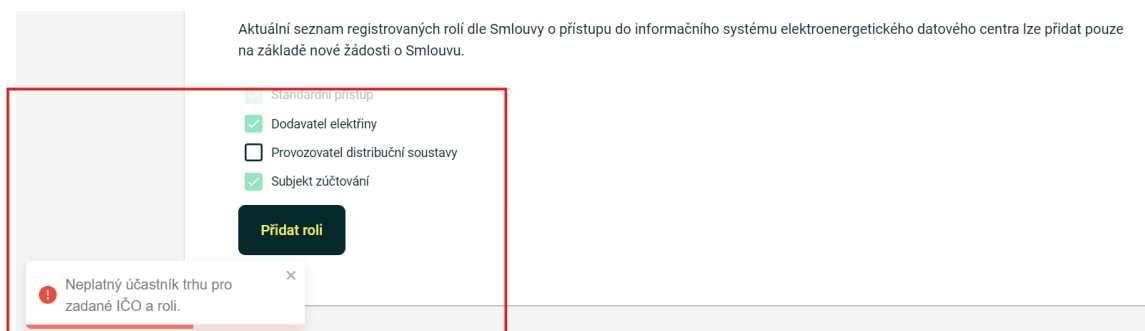 Aktuální seznam registrovaných rolí dle Smlouvy o přístupu do informačního systému elektroenergetického datového centra lze přidat pouze
na základě nové žádosti o Smlouvu.
Standardní přístup
Dodavatel elektřiny
Provozovatel distribuční soustavy
Subjekt zúčtování
Přidat roli
Neplatný účastník trhu pro
zadané IČO a roli.